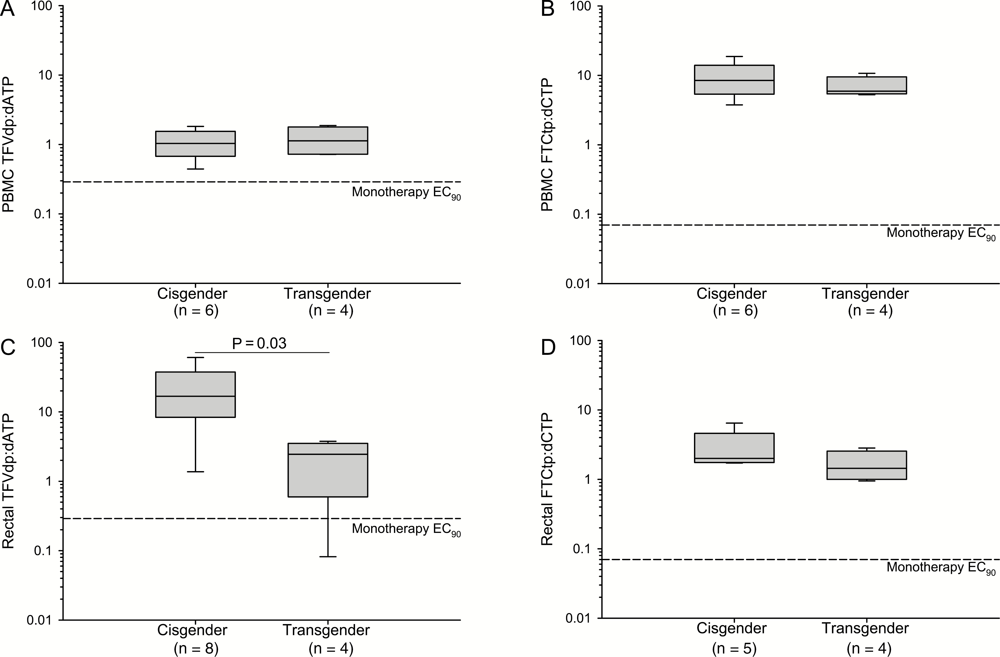 A
100
10
1
0.1
0.01
PBMC TFVdp:dATP
Monotherapy EC90
Cisgender
(n = 6)
Transgender
(n = 4)
B
100
10
1
0.1
0.01
PBMC FTCtp:dCTP
Monotherapy EC90
Cisgender
(n = 6)
Transgender
(n = 4)
C
100
10
1
0.1
0.01
Rectal TFVdp:dATP
P = 0.03
Monotherapy EC90
Cisgender
(n = 8)
Transgender
(n = 4)
D
100
10
1
0.1
0.01
Rectal FTCtp:dCTP
Monotherapy EC90
Cisgender
(n = 5)
Transgender
(n = 4)